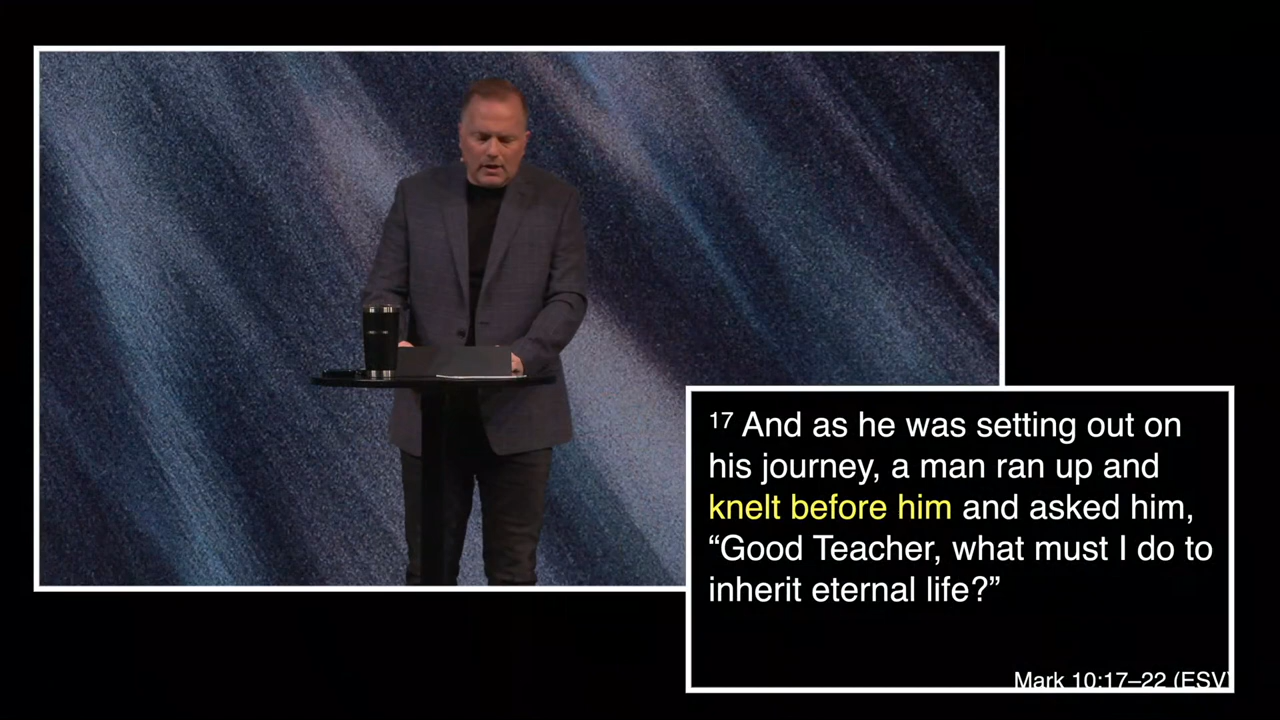 17 And as he was setting out on
his journey, a man ran up and
knelt before him and asked him,
“Good Teacher, what must I do to
inherit eternal life?”
Mark 10:17–22 (ESV)